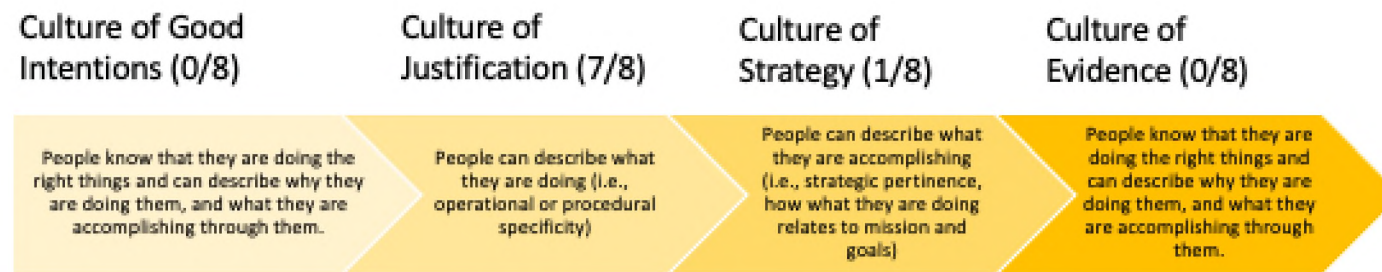 Culture of Good
Intentions (0/8)
Culture of
Justification (7/8)
Culture of
Strategy (1/8)
Culture of
Evidence (0/8)
People know that they are doing the
right things and can describe why they
are doing them, and what they are
accomplishing through them.
People can describe what
they are doing (i.e.,
operational or procedural
specificity)
People can describe what
they are accomplishing
(i.e., strategic pertinence,
how what they are doing
relates to mission and
goals)
People know that they are
doing the right things and
can describe why they are
doing them, and what they
are accomplishing through
them.